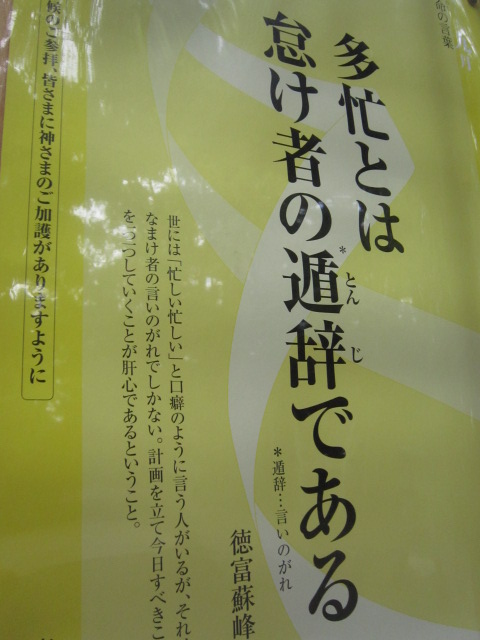 命の言葉
多忙とは
怠け者の*遁辞である
とんじ
*遁辞…言いのがれ
徳富蘇峰
世には「忙しい忙しい」と口癖のように言う人がいるが、それ
なまけ者の言いのがれでしかない。計画を立て今日すべきこ
を一つ一つしていくことが肝心であるということ。
候のご参拝、皆さまに神さまのご加護がありますように